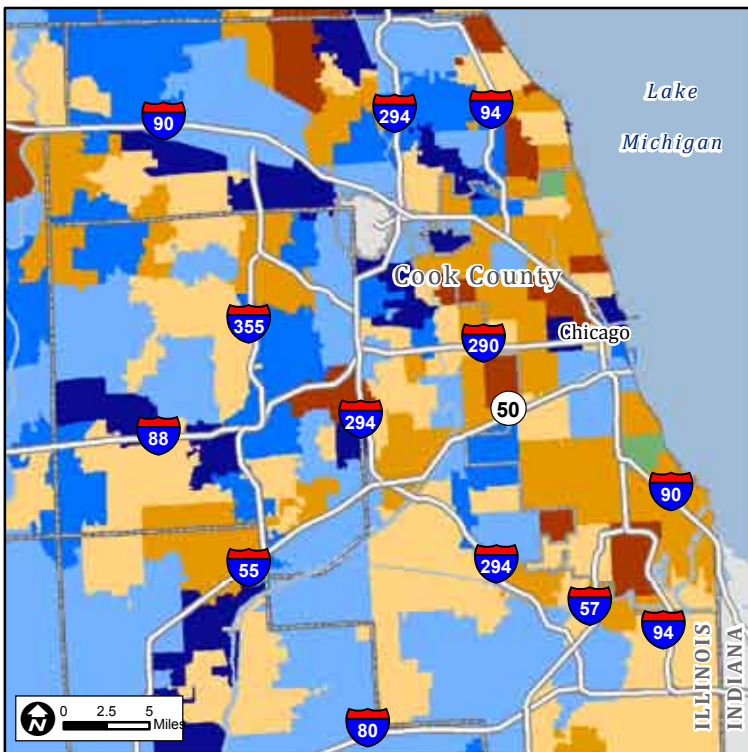 Lake
Michigan
90
294
94
Cook County
355
290
Chicago
50
294
88
90
55
294
57
94
ILLINOIS
INDIANA
N
0 2.5 5
Miles
80